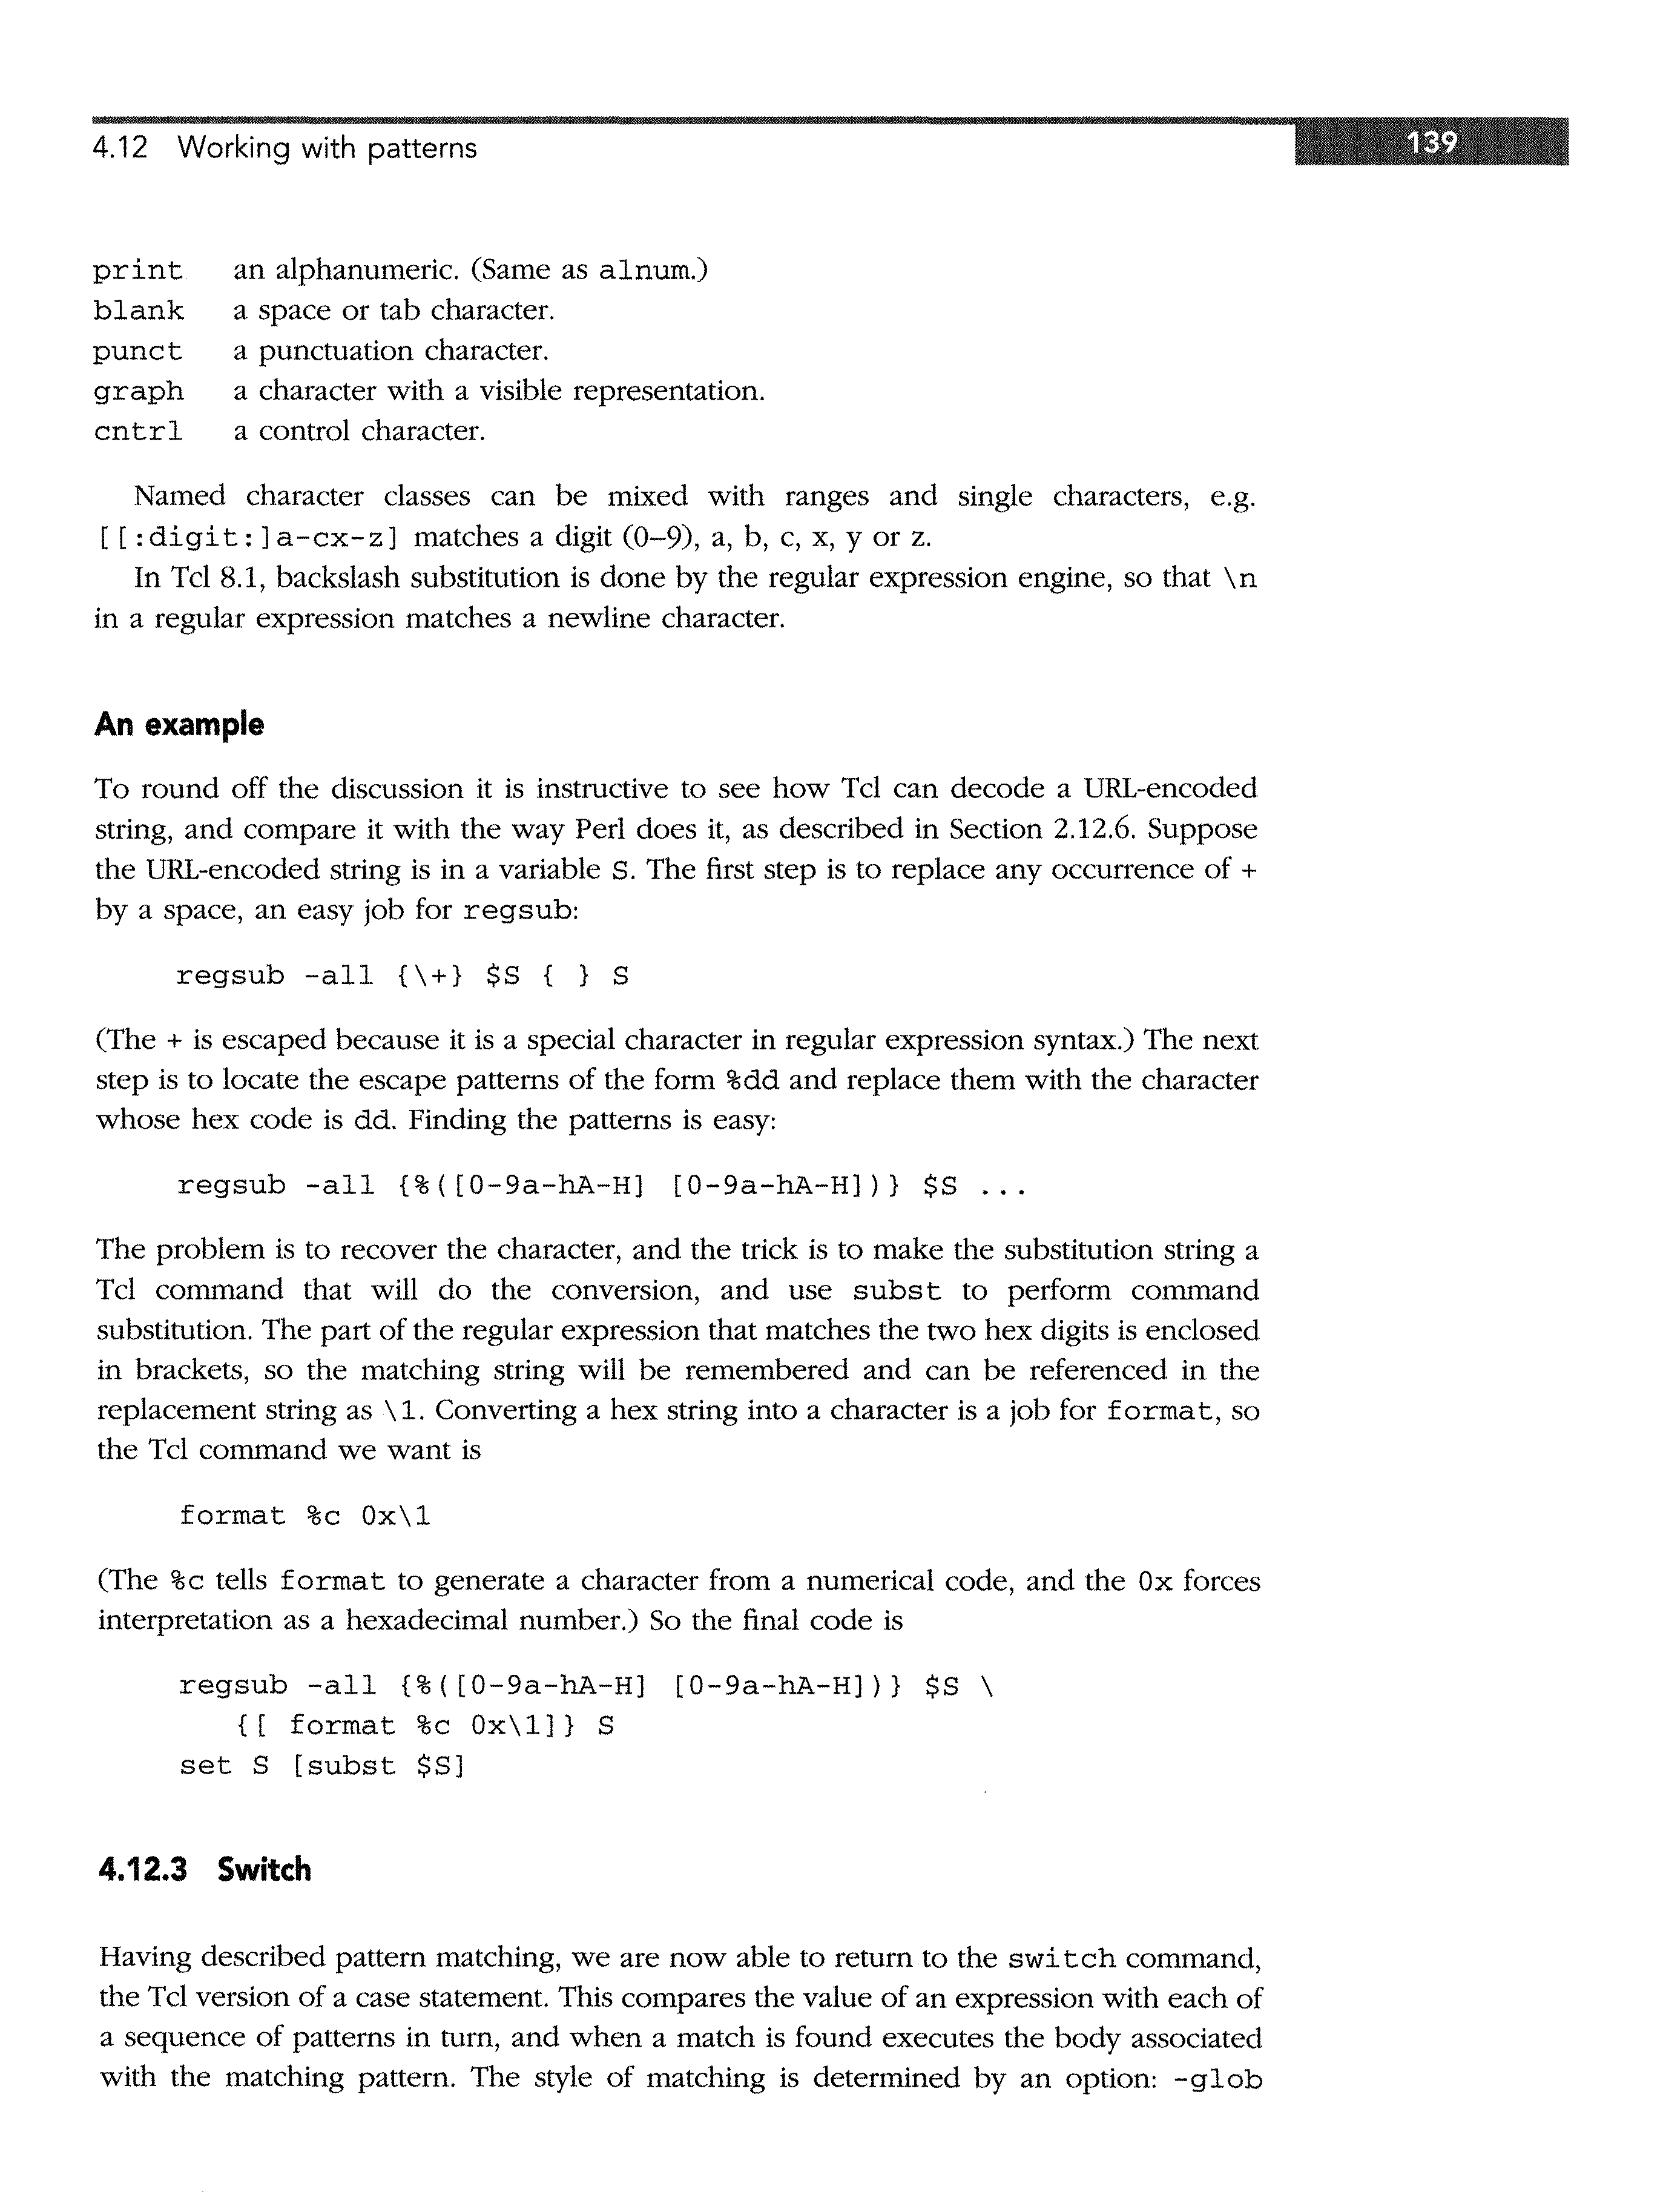 4.12 Working with patterns
139
print an alphanumeric. (Same as alnum.)
blank a space or tab character.
punct a punctuation character.
graph a character with a visible representation.
cntrl a control character.
Named character classes can be mixed with ranges and single characters, e.g.
[[:digit:]a-cx-z] matches a digit (0–9), a, b, c, x, y or z.
In Tcl 8.1, backslash substitution is done by the regular expression engine, so that \n
in a regular expression matches a newline character.
An example
To round off the discussion it is instructive to see how Tcl can decode a URL-encoded
string, and compare it with the way Perl does it, as described in Section 2.12.6. Suppose
the URL-encoded string is in a variable S. The first step is to replace any occurrence of +
by a space, an easy job for regsub:
regsub -all {\+} $S { } S
(The + is escaped because it is a special character in regular expression syntax.) The next
step is to locate the escape patterns of the form %dd and replace them with the character
whose hex code is dd. Finding the patterns is easy:
regsub -all {%([0-9a-hA-H] [0-9a-hA-H])} $S ...
The problem is to recover the character, and the trick is to make the substitution string a
Tcl command that will do the conversion, and use subst to perform command
substitution. The part of the regular expression that matches the two hex digits is enclosed
in brackets, so the matching string will be remembered and can be referenced in the
replacement string as \1. Converting a hex string into a character is a job for format, so
the Tcl command we want is
format %c 0x\1
(The %c tells format to generate a character from a numerical code, and the 0x forces
interpretation as a hexadecimal number.) So the final code is
regsub -all {%([0-9a-hA-H] [0-9a-hA-H])} $S \
{[ format %c 0x\1]} S
set S [subst $S]
4.12.3 Switch
Having described pattern matching, we are now able to return to the switch command,
the Tcl version of a case statement. This compares the value of an expression with each of
a sequence of patterns in turn, and when a match is found executes the body associated
with the matching pattern. The style of matching is determined by an option: -glob